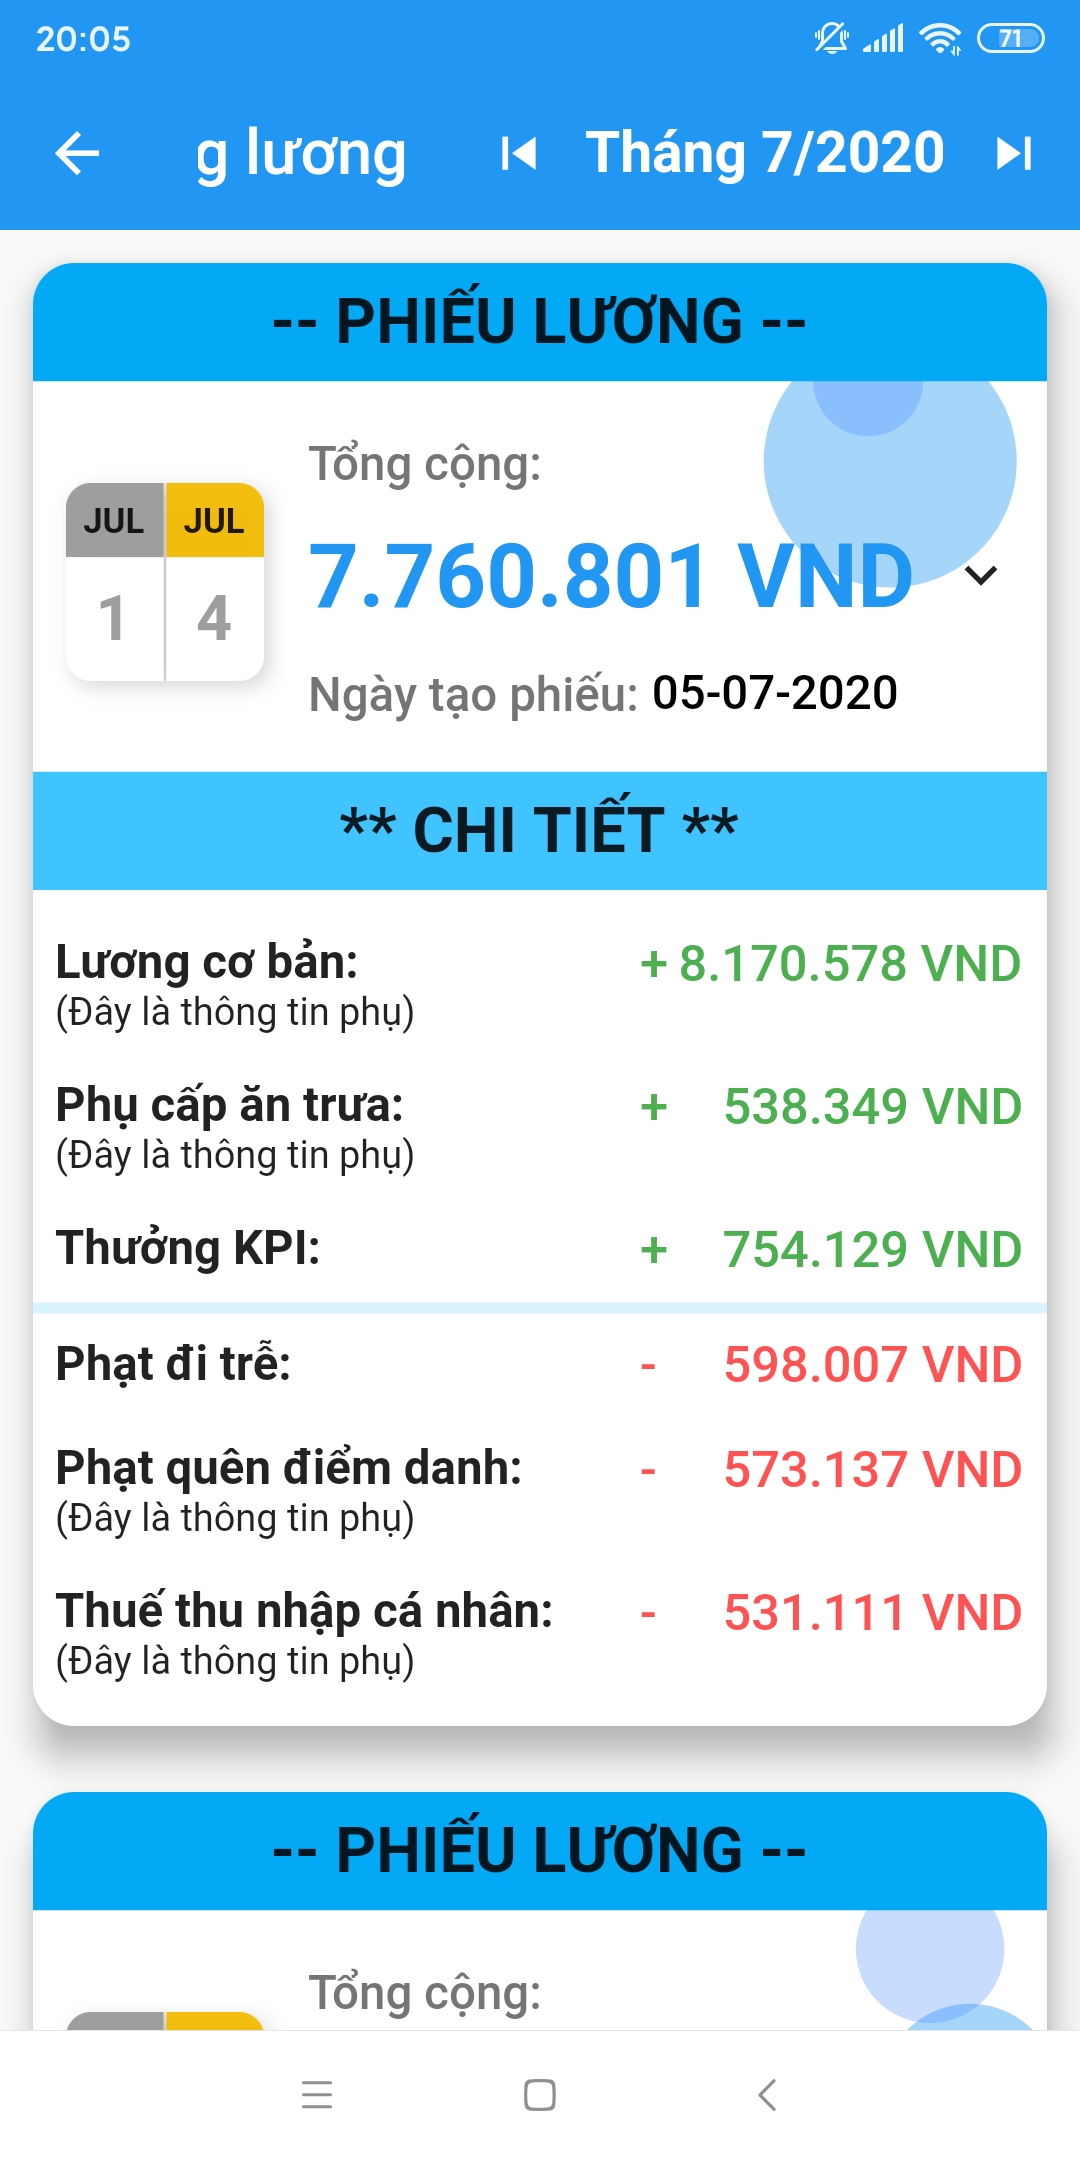 20:05
71
g lương
Tháng 7/2020
-- PHIẾU LƯƠNG --
Tổng cộng:
JUL JUL
7.760.801 VND
1 4
Ngày tạo phiếu: 05-07-2020
** CHI TIẾT **
Lương cơ bản: + 8.170.578 VND
(Đây là thông tin phụ)
Phụ cấp ăn trưa: + 538.349 VND
(Đây là thông tin phụ)
Thưởng KPI: + 754.129 VND
Phạt đi trễ: - 598.007 VND
Phạt quên điểm danh: - 573.137 VND
(Đây là thông tin phụ)
Thuế thu nhập cá nhân: - 531.111 VND
(Đây là thông tin phụ)
-- PHIẾU LƯƠNG --
Tổng cộng: